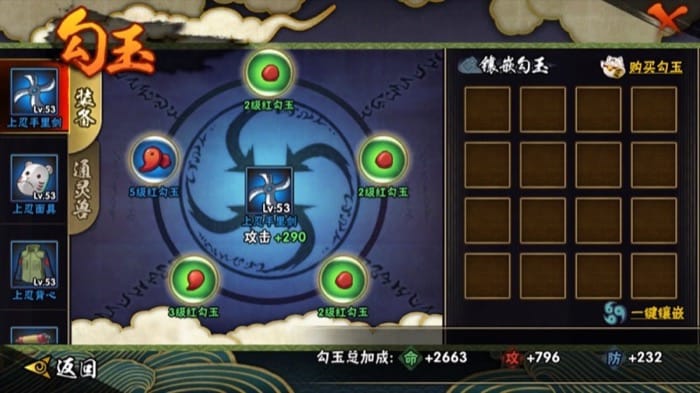 勾玉
装备
通灵兽
Lv.53
上忍手里剑
Lv.53
上忍面具
Lv.53
上忍背心
2级红勾玉
5级红勾玉
2级红勾玉
Lv.53
上忍手里剑
攻击 +290
3级红勾玉
2级红勾玉
镶嵌勾玉
购买勾玉
一键镶嵌
返回
勾玉总加成: 命 +2663 攻 +796 防 +232